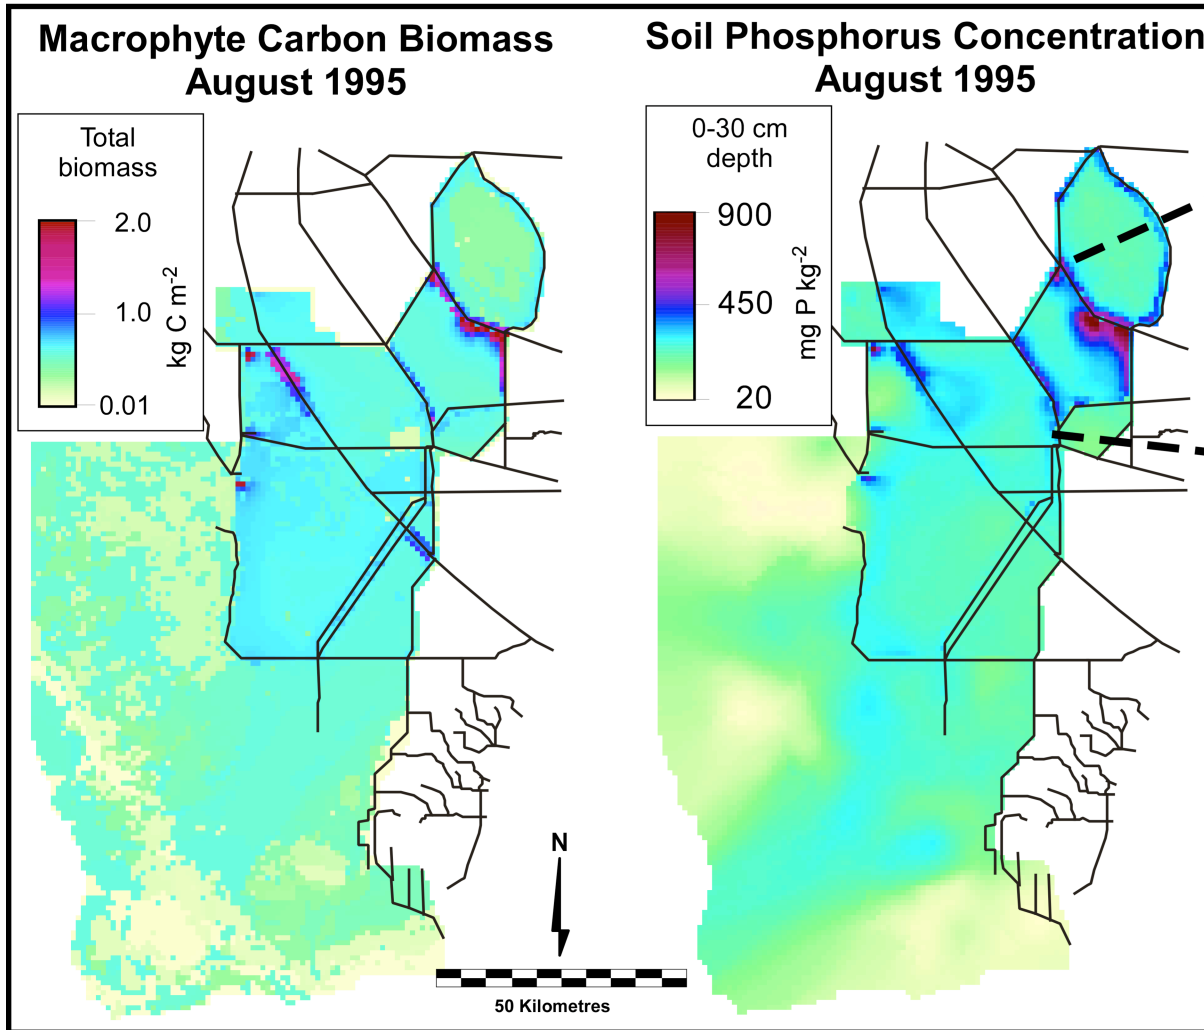 Macrophyte Carbon Biomass
August 1995
Total
biomass
2.0
1.0
0.01
kg C m-2
Soil Phosphorus Concentration
August 1995
0-30 cm
depth
900
450
20
mg P kg-2
N
50 Kilometres